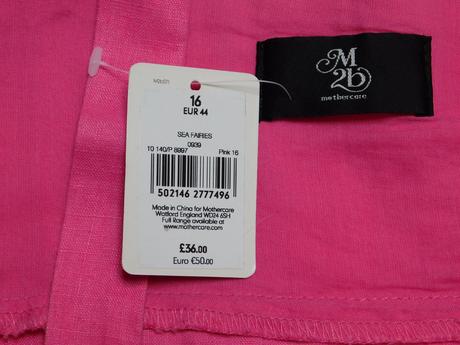 M
2b
mothercare
16
EUR 44
SEA FAIRIES
0939
10 140/P 8997 Pink 16
502146 2777496
Made in China for Mothercare
Watford England WD24 6SH
Full Range available at
www.mothercare.com
£36.00
Euro €50.00